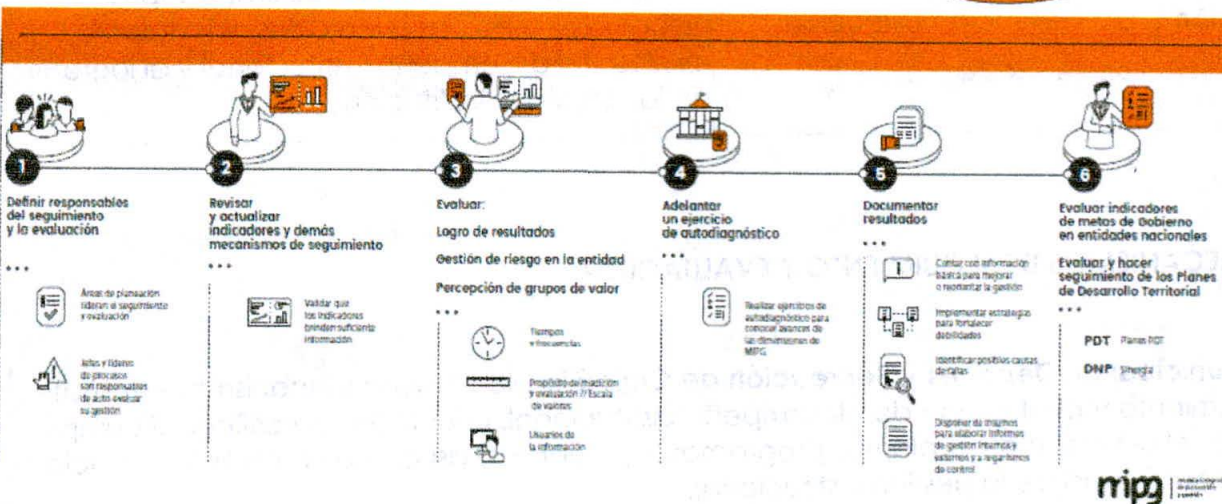 1
Definir responsables
del seguimiento
y la evaluación
Áreas de planeación
lideran el seguimiento
y evaluación
Jefes y líderes
de procesos
son responsables
de auto evaluar
su gestión
2
Revisar
y actualizar
indicadores y demás
mecanismos de seguimiento
Validar que
los indicadores
brinden suficiente
información
3
Evaluar:
Logro de resultados
Gestión de riesgo en la entidad
Percepción de grupos de valor
Tiempos
y frecuencias
Propósito de medición
y evaluación // Escala
de valores
Usuarios de
la información
4
Adelantar
un ejercicio
de autodiagnóstico
Realizar ejercicios de
autodiagnóstico para
conocer avances de
las dimensiones de
MIPG
5
Documentar
resultados
Contar con información
básica para mejorar
o reorientar la gestión
Implementar estrategias
para fortalecer
debilidades
Identificar posibles causas
de fallas
Disponer de insumos
para elaborar informes
de gestión internos y
externos y a organismos
de control
6
Evaluar indicadores
de metas de Gobierno
en entidades nacionales
Evaluar y hacer
seguimiento de los Planes
de Desarrollo Territorial
PDT Planes PDT
DNP Sinergia
mipg